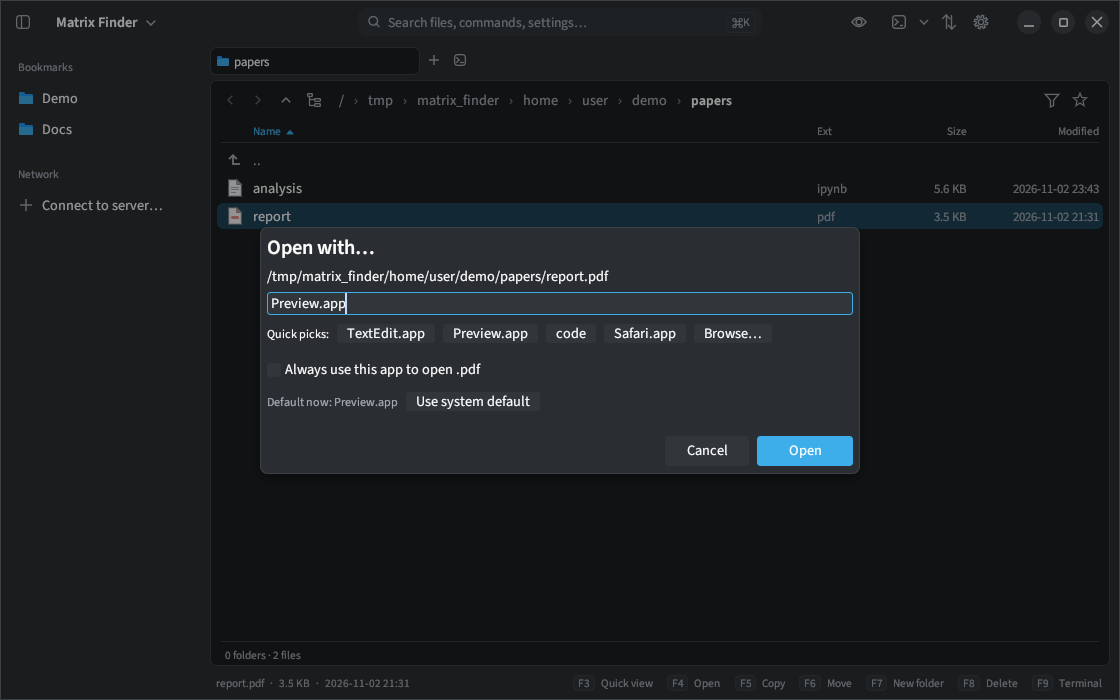 Matrix Finder
Search files, commands, settings… ⌘K
Bookmarks
Demo
Docs
Network
Connect to server…
papers
/ › tmp › matrix_finder › home › user › demo › papers
Name Ext Size Modified
..
analysis ipynb 5.6 KB 2026-11-02 23:43
report pdf 3.5 KB 2026-11-02 21:31
Open with…
/tmp/matrix_finder/home/user/demo/papers/report.pdf
Preview.app
Quick picks: TextEdit.app Preview.app code Safari.app Browse…
Always use this app to open .pdf
Default now: Preview.app Use system default
Cancel Open
0 folders · 2 files
report.pdf · 3.5 KB · 2026-11-02 21:31 F3 Quick view F4 Open F5 Copy F6 Move F7 New folder F8 Delete F9 Terminal